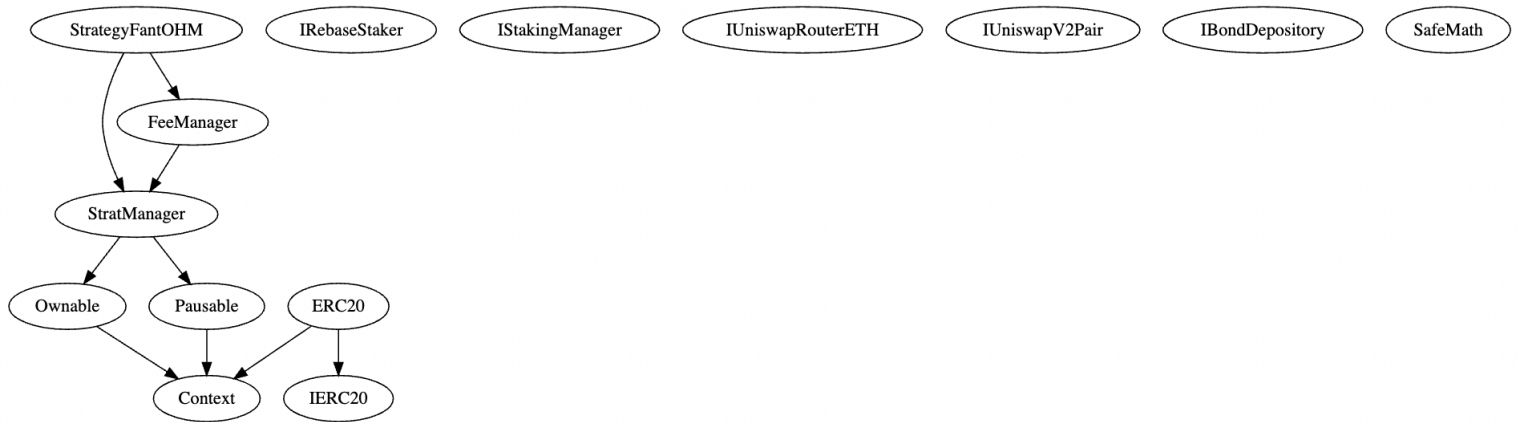 StrategyFantOHM
IRebaseStaker
IStakingManager
IUniswapRouterETH
IUniswapV2Pair
IBondDepository
SafeMath
FeeManager
StratManager
Ownable
Pausable
ERC20
Context
IERC20